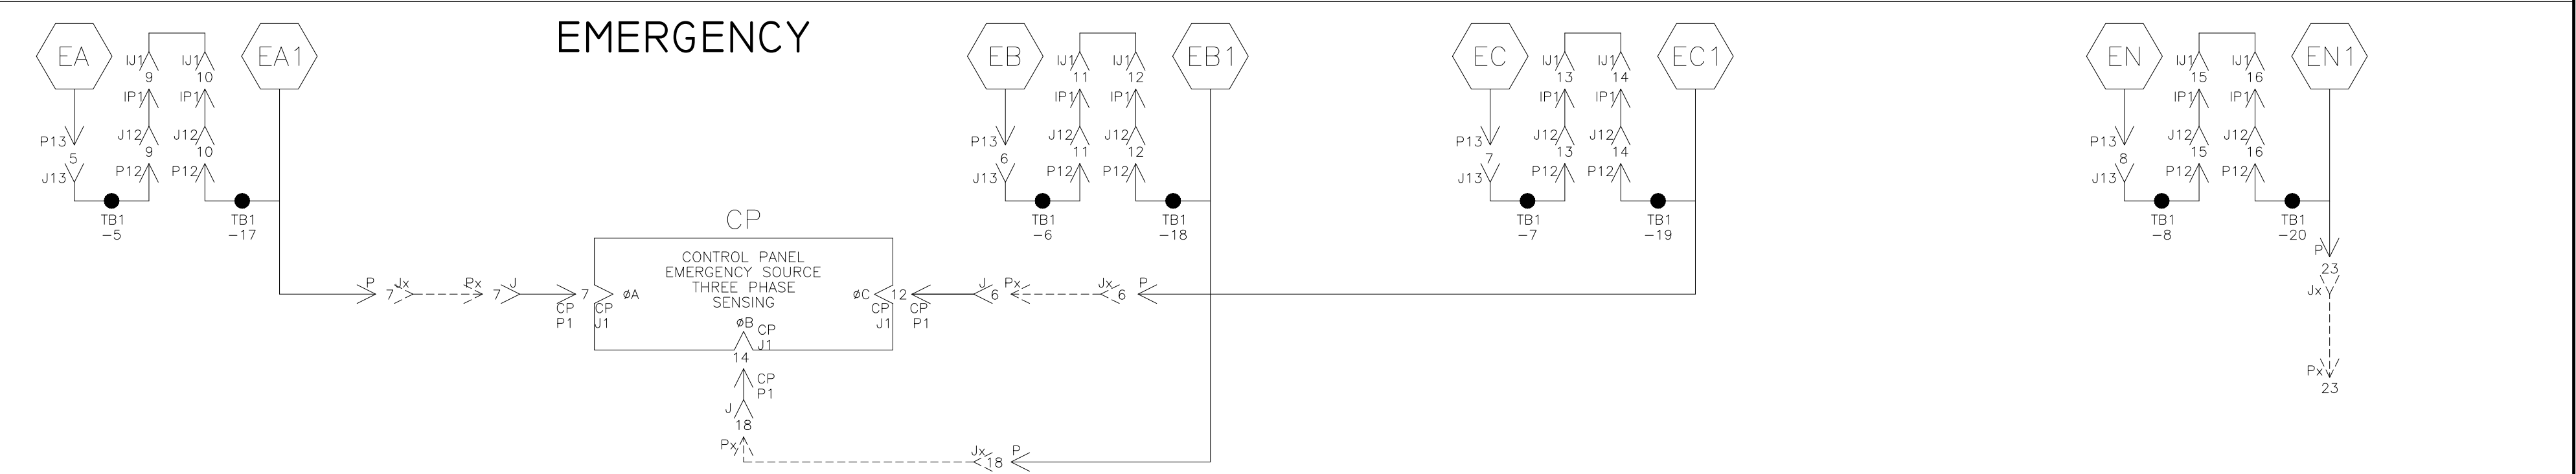 EMERGENCY
EA
IJ1
9
IJ1
10
EA1
IP1
IP1
P13
5
J13
J12
9
J12
10
P12
P12
TB1
-5
TB1
-17
EB
IJ1
11
IJ1
12
EB1
IP1
IP1
P13
6
J13
J12
11
J12
12
P12
P12
TB1
-6
TB1
-18
EC
IJ1
13
IJ1
14
EC1
IP1
IP1
P13
7
J13
J12
13
J12
14
P12
P12
TB1
-7
TB1
-19
EN
IJ1
15
IJ1
16
EN1
IP1
IP1
P13
8
J13
J12
15
J12
16
P12
P12
TB1
-8
TB1
-20
P
23
Jx
Px
23
CP
CONTROL PANEL
EMERGENCY SOURCE
THREE PHASE
SENSING
P
7
Jx
Px
7
J
7
CP
P1
CP
J1
øA
øC
12
CP
J1
CP
P1
J
6
Px
Jx
6
P
øB
CP
J1
14
CP
P1
J
18
Px
Jx
18
P